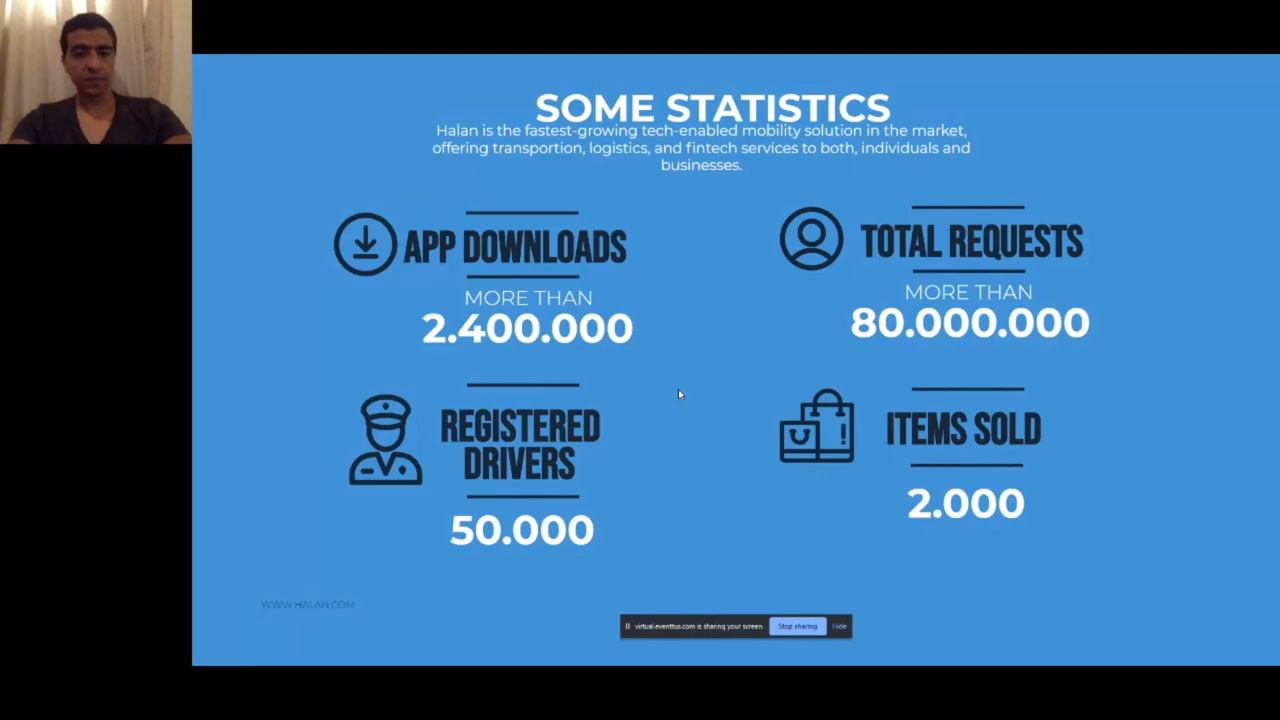 SOME STATISTICS
Halan is the fastest-growing tech-enabled mobility solution in the market,
offering transportion, logistics, and fintech services to both, individuals and
businesses.
APP DOWNLOADS
MORE THAN
2.400.000
TOTAL REQUESTS
MORE THAN
80.000.000
REGISTERED
DRIVERS
50.000
ITEMS SOLD
2.000
WWW.HALAN.COM
virtual.eventtus.com is sharing your screen. Stop sharing Hide